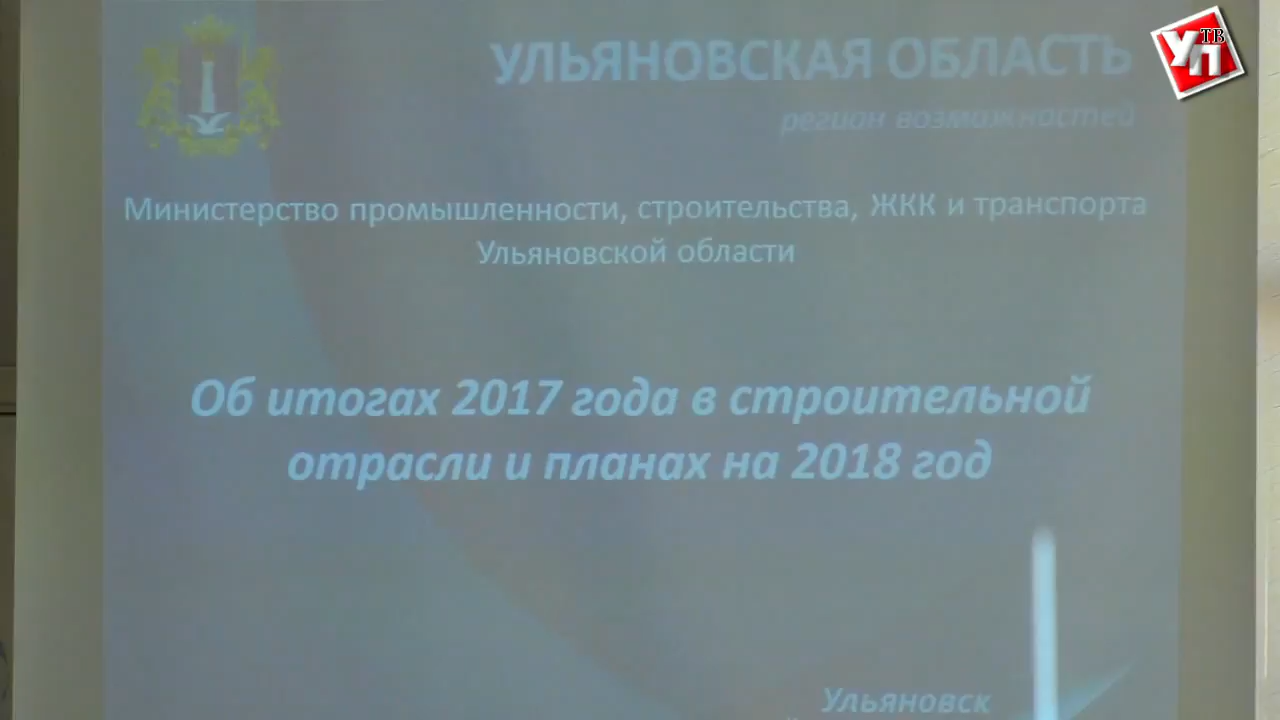 УЛЬЯНОВСКАЯ ОБЛАСТЬ
УП ТВ
регион возможностей
Министерство промышленности, строительства, ЖКК и транспорта
Ульяновской области
Об итогах 2017 года в строительной
отрасли и планах на 2018 год
Ульяновск